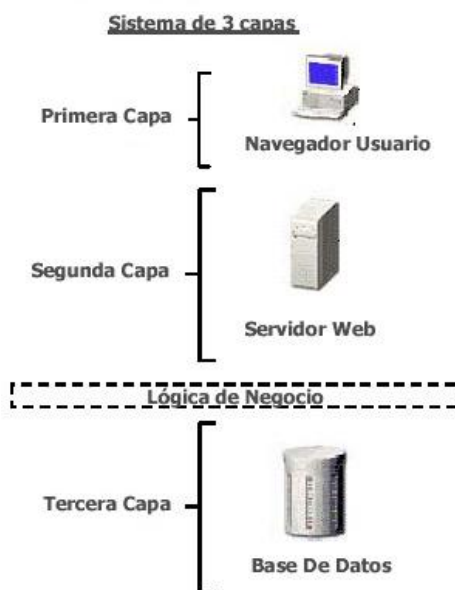 Sistema de 3 capas
Primera Capa
Navegador Usuario
Segunda Capa
Servidor Web
Lógica de Negocio
Tercera Capa
Base De Datos